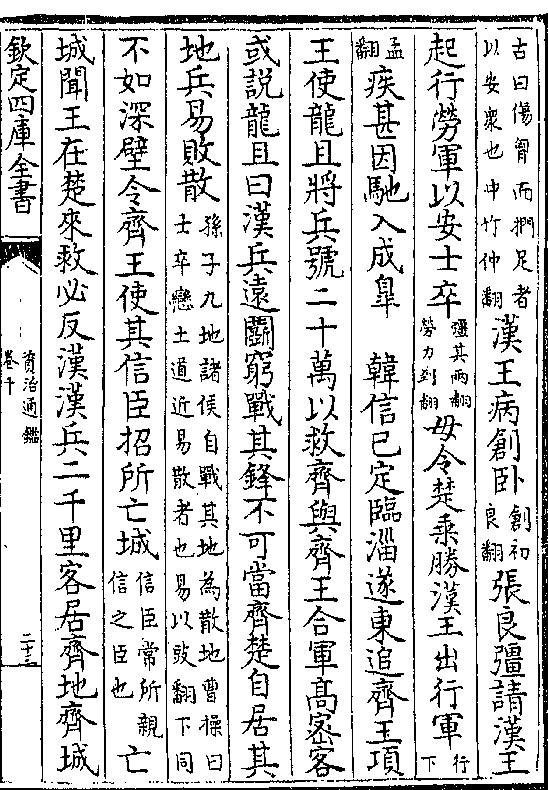 古曰傷胷而捫足者
以安衆也中竹仲翻
漢王病創卧
創初
良翻
張良彊請漢王
起行勞軍以安士卒
彊其兩翻
勞力到翻
毋令楚乘勝漢王出行軍
行
下
孟
翻
疾甚因馳入成臯　韓信已定臨淄遂東追齊王項
王使龍且將兵號二十萬以救齊與齊王合軍高宻客
或說龍且曰漢兵遠鬭窮戰其鋒不可當齊楚自居其
地兵易敗散
孫子九地諸侯自戰其地為散地曹操曰
士卒戀土道近易散者也易以豉翻下同
不如深壁令齊王使其信臣招所亡城
信臣常所親
信之臣也
亡
城聞王在楚來救必反漢漢兵二千里客居齊地齊城
欽定四庫全書
資治通鑑
卷十
二十三